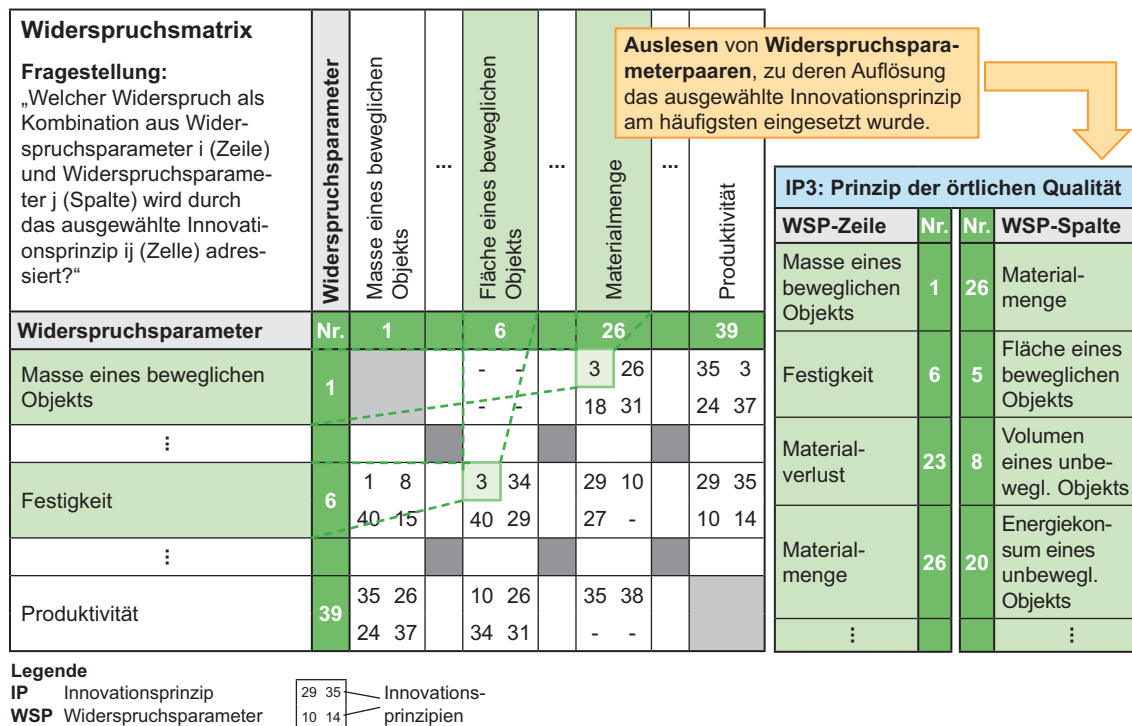 Widerspruchsmatrix
Fragestellung:
„Welcher Widerspruch als
Kombination aus Wider-
spruchsparameter i (Zeile)
und Widerspruchsparame-
ter j (Spalte) wird durch
das ausgewählte Innovati-
onsprinzip ij (Zelle) adres-
siert?“
Widerspruchsparameter
Masse eines beweglichen
Objekts
...
Fläche eines beweglichen
Objekts
...
Materialmenge
...
Produktivität
Auslesen von Widerspruchspara-
meterpaaren, zu deren Auflösung
das ausgewählte Innovationsprinzip
am häufigsten eingesetzt wurde.
Widerspruchsparameter Nr. 1 6 26 39
Masse eines beweglichen
Objekts
1
- - 3 26 35 3
- - 18 31 24 37
...
Festigkeit
6
1 8 3 34 29 10 29 35
40 15 40 29 27 - 10 14
...
Produktivität
39
35 26 10 26 35 38
24 37 34 31 - -
IP3: Prinzip der örtlichen Qualität
WSP-Zeile Nr. Nr. WSP-Spalte
Masse eines
beweglichen
Objekts
1 26
Material-
menge
Festigkeit
6 5
Fläche eines
beweglichen
Objekts
Material-
verlust
23 8
Volumen
eines unbe-
wegl. Objekts
Material-
menge
26 20
Energiekon-
sum eines
unbewegl.
Objekts
... ...
Legende
IP Innovationsprinzip
WSP Widerspruchsparameter
29 35
10 14
Innovations-
prinzipien